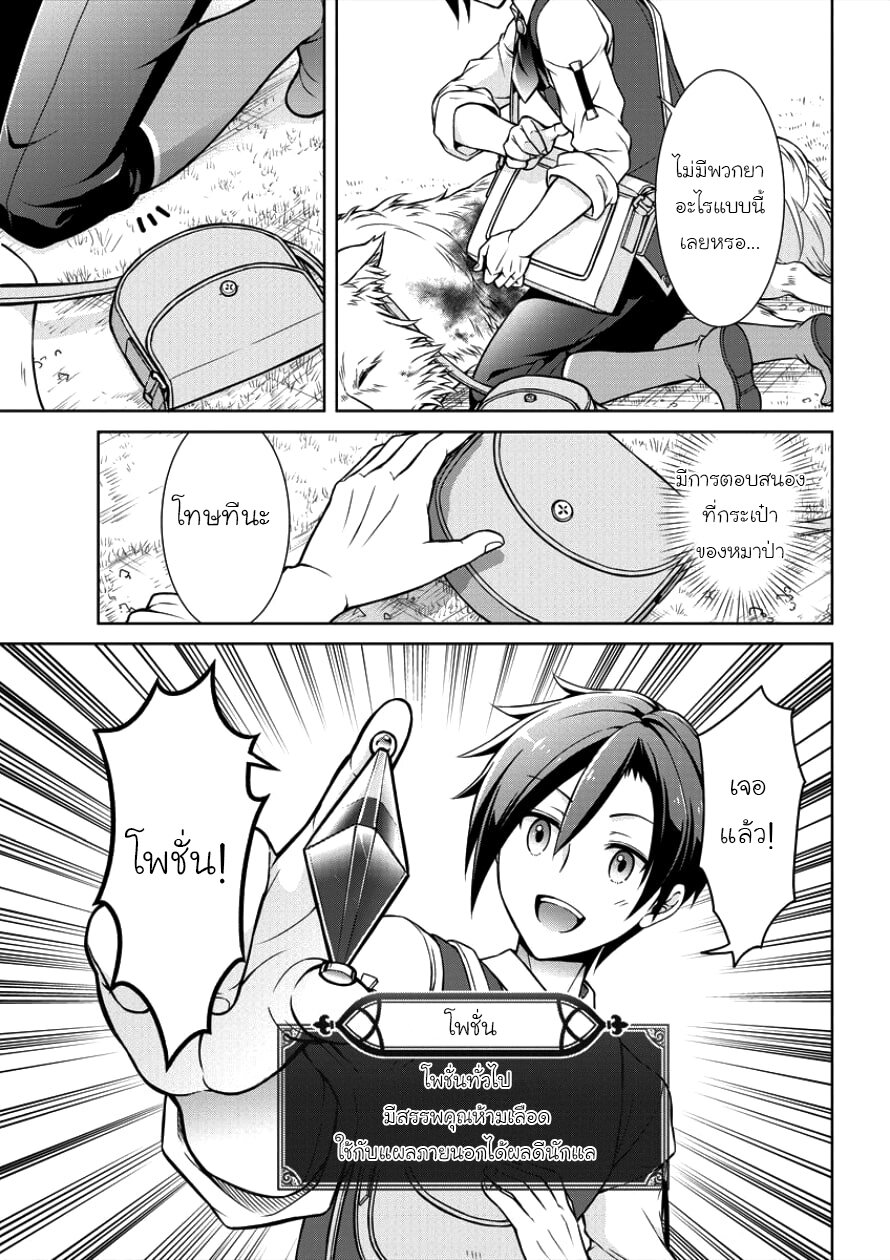 ไม่มีพวกยา
อะไรแบบนี้
เลยหรอ...
มีการตอบสนอง
ที่กระเป๋า
ของหมาป่า
โทษทีนะ
เจอ
แล้ว!
โพชั่น!
โพชั่น
โพชั่นทั่วไป
มีสรรพคุณห้ามเลือด
ใช้กับแผลภายนอกได้ผลดีนักแล